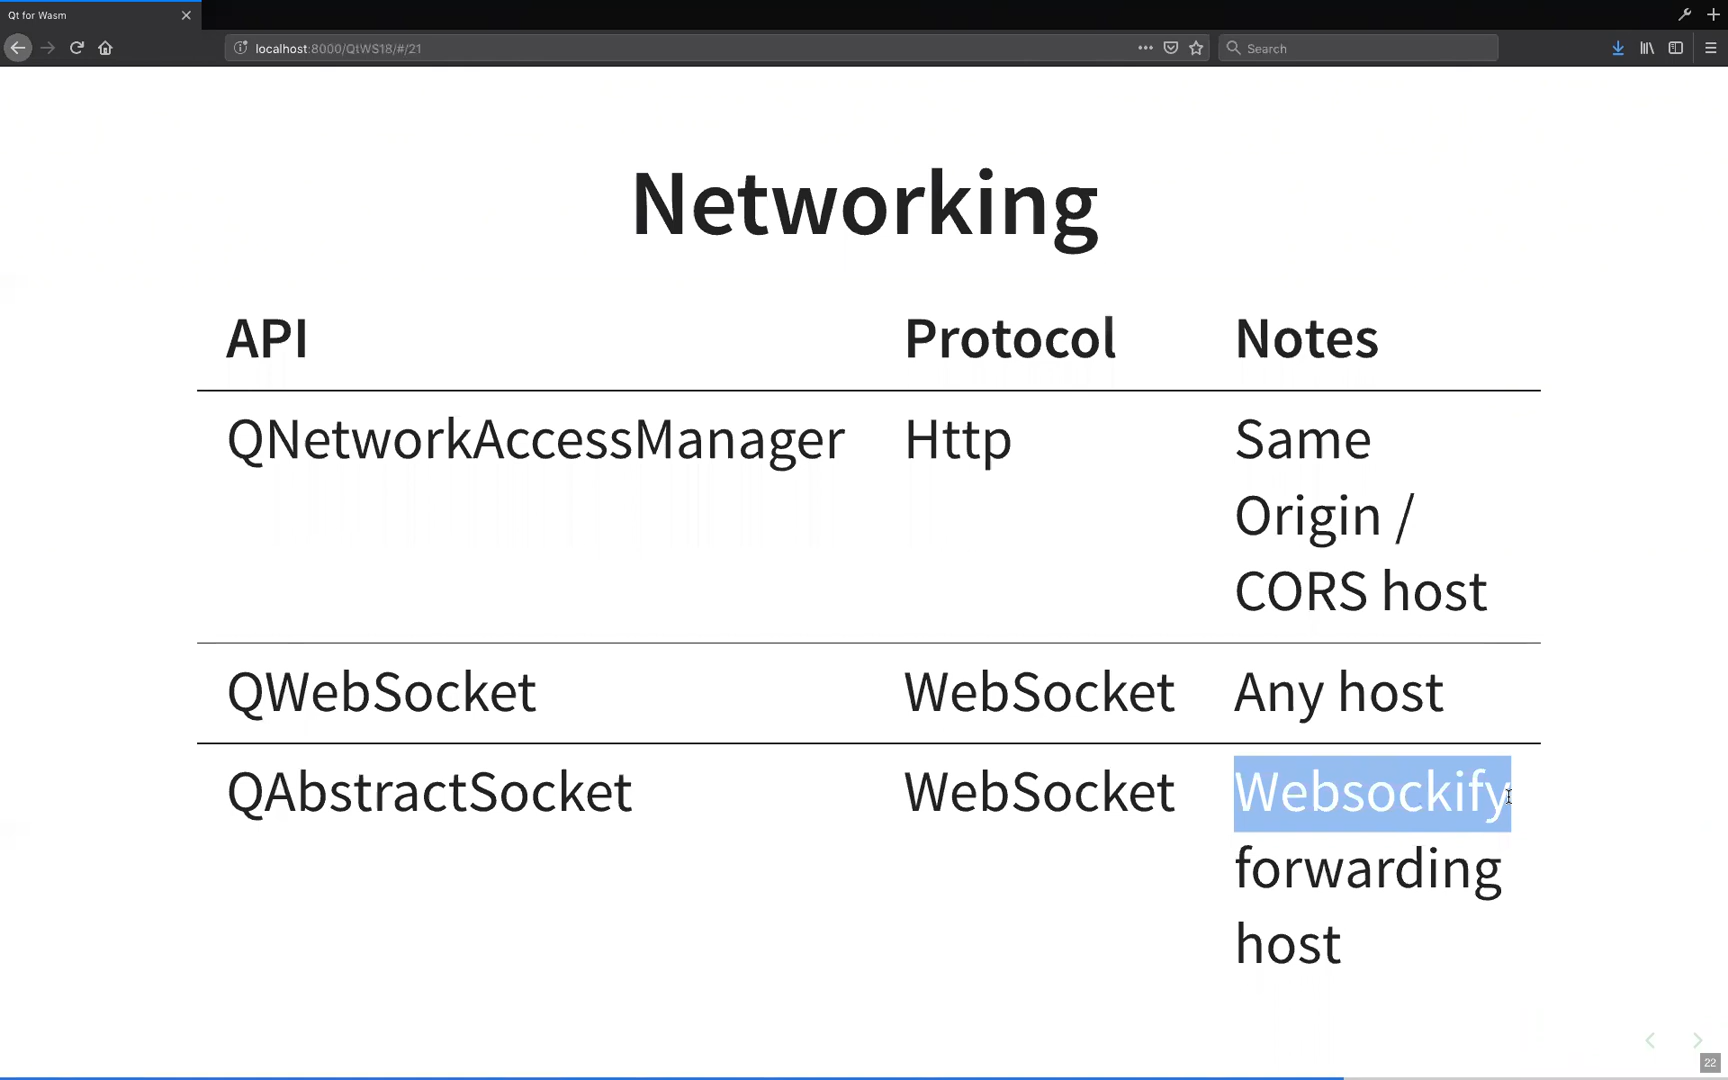 Qt for Wasm
localhost:8000/QtWS18/#/21
Search
Networking
API Protocol Notes
QNetworkAccessManager Http Same
Origin /
CORS host
QWebSocket WebSocket Any host
QAbstractSocket WebSocket Websockify
forwarding
host
22